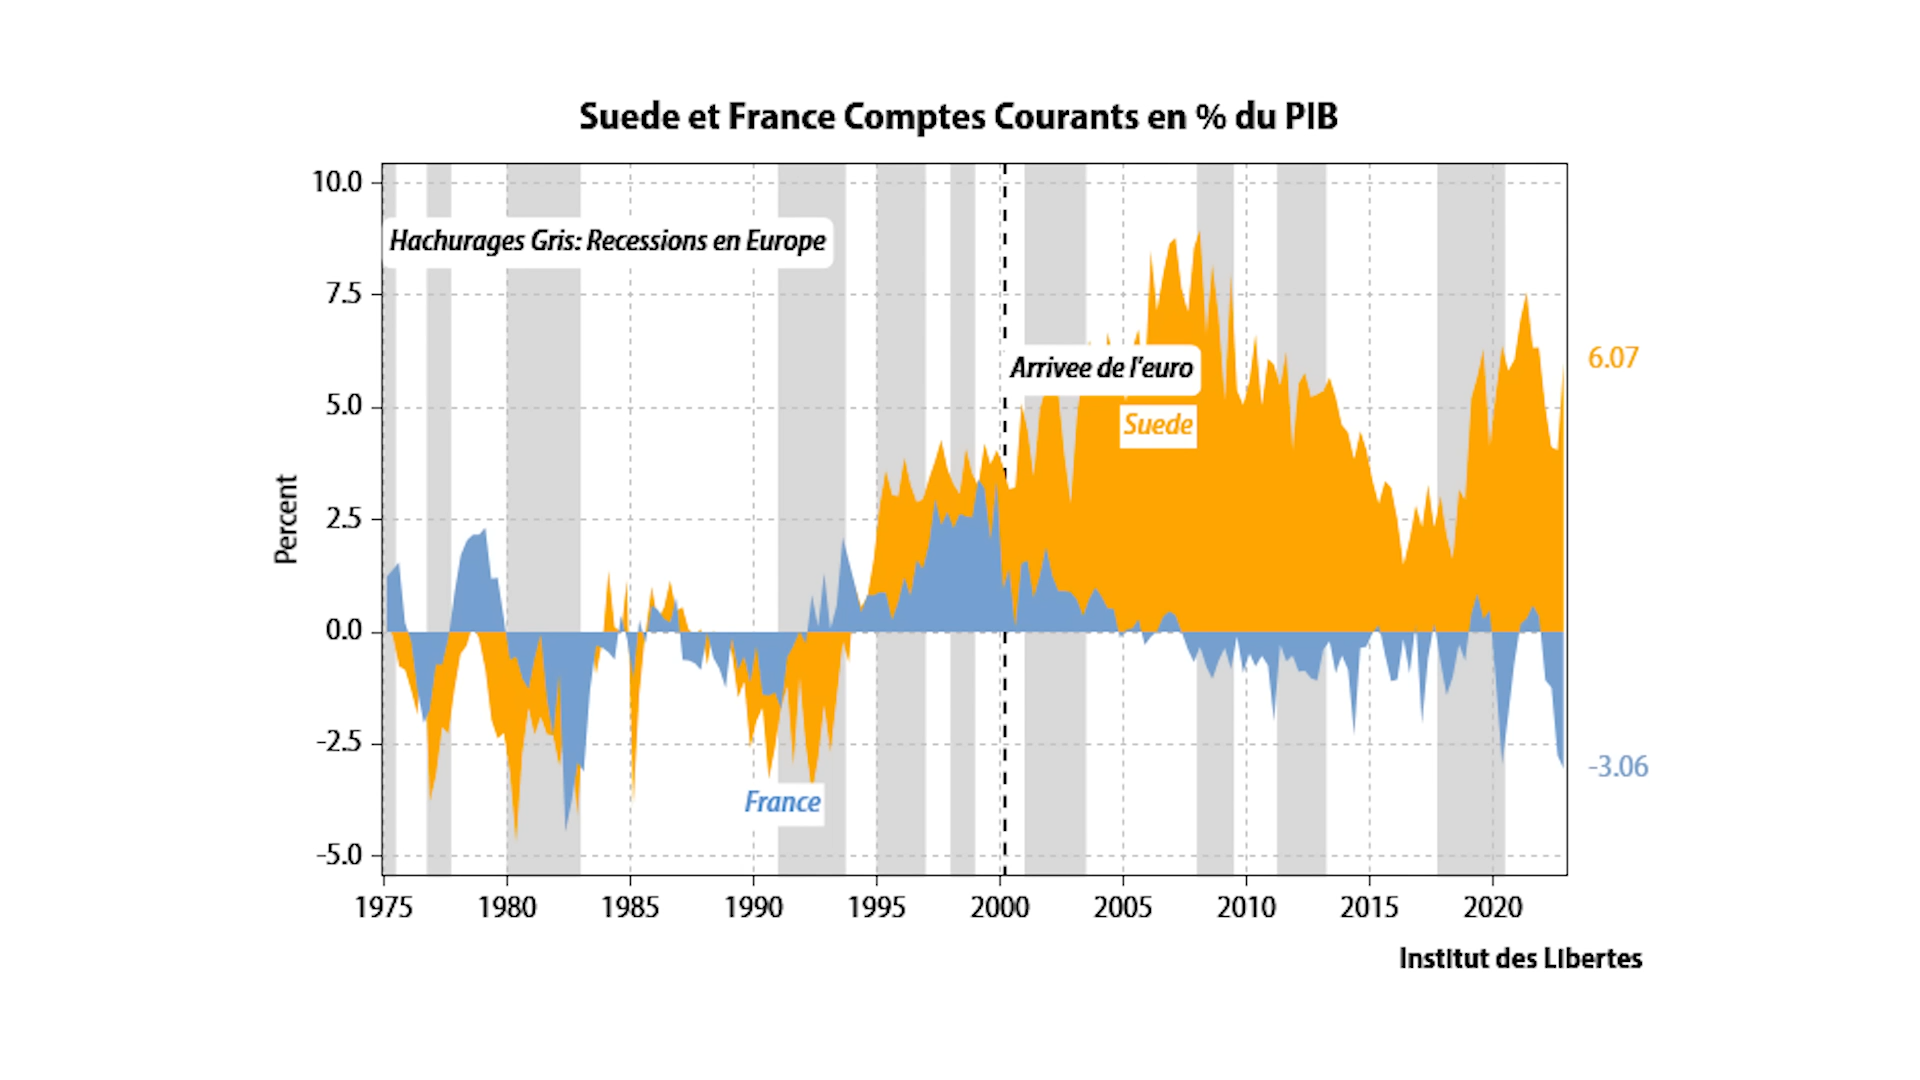 Suede et France Comptes Courants en % du PIB
10.0
Hachurages Gris: Recessions en Europe
7.5
Arrivee de l'euro
6.07
5.0
Suede
Percent
2.5
0.0
-2.5
-3.06
France
-5.0
1975 1980 1985 1990 1995 2000 2005 2010 2015 2020
Institut des Libertes